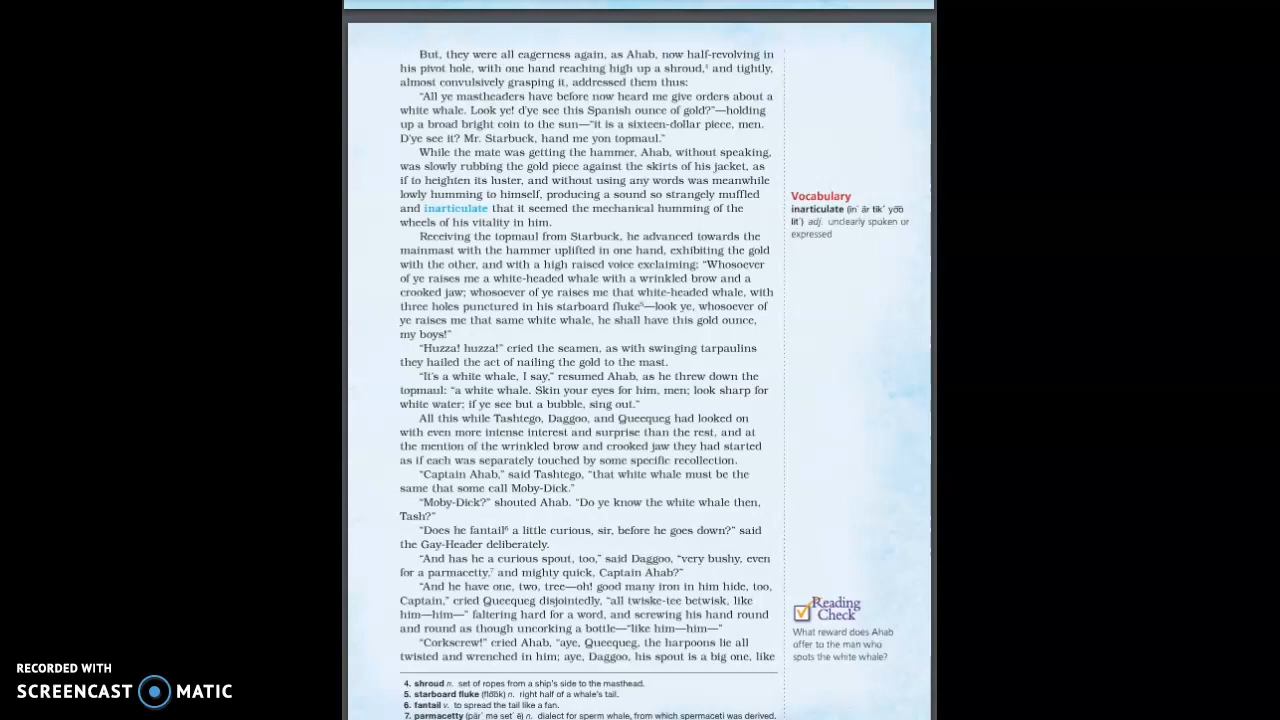 But, they were all eagerness again, as Ahab, now half-revolving in
his pivot hole, with one hand reaching high up a shroud,⁴ and tightly,
almost convulsively grasping it, addressed them thus:
“All ye mastheaders have before now heard me give orders about a
white whale. Look ye! d’ye see this Spanish ounce of gold?”—holding
up a broad bright coin to the sun—“it is a sixteen-dollar piece, men.
D’ye see it? Mr. Starbuck, hand me yon topmaul.”
While the mate was getting the hammer, Ahab, without speaking,
was slowly rubbing the gold piece against the skirts of his jacket, as
if to heighten its luster, and without using any words was meanwhile
lowly humming to himself, producing a sound so strangely muffled
and inarticulate that it seemed the mechanical humming of the
wheels of his vitality in him.
Receiving the topmaul from Starbuck, he advanced towards the
mainmast with the hammer uplifted in one hand, exhibiting the gold
with the other, and with a high raised voice exclaiming: “Whosoever
of ye raises me a white-headed whale with a wrinkled brow and a
crooked jaw; whosoever of ye raises me that white-headed whale, with
three holes punctured in his starboard fluke⁵—look ye, whosoever of
ye raises me that same white whale, he shall have this gold ounce,
my boys!”
“Huzza! huzza!” cried the seamen, as with swinging tarpaulins
they hailed the act of nailing the gold to the mast.
“It’s a white whale, I say,” resumed Ahab, as he threw down the
topmaul: “a white whale. Skin your eyes for him, men; look sharp for
white water; if ye see but a bubble, sing out.”
All this while Tashtego, Daggoo, and Queequeg had looked on
with even more intense interest and surprise than the rest, and at
the mention of the wrinkled brow and crooked jaw they had started
as if each was separately touched by some specific recollection.
“Captain Ahab,” said Tashtego, “that white whale must be the
same that some call Moby-Dick.”
“Moby-Dick?” shouted Ahab. “Do ye know the white whale then,
Tash?”
“Does he fantail⁶ a little curious, sir, before he goes down?” said
the Gay-Header deliberately.
“And has he a curious spout, too,” said Daggoo, “very bushy, even
for a parmacetty,⁷ and mighty quick, Captain Ahab?”
“And he have one, two, tree—oh! good many iron in him hide, too,
Captain,” cried Queequeg disjointedly, “all twiske-tee betwisk, like
him—him—” faltering hard for a word, and screwing his hand round
and round as though uncorking a bottle—“like him—him—”
“Corkscrew!” cried Ahab, “aye, Queequeg, the harpoons lie all
twisted and wrenched in him; aye, Daggoo, his spout is a big one, like
4. shroud n. set of ropes from a ship’s side to the masthead.
5. starboard fluke (flōōk) n. right half of a whale’s tail.
6. fantail v. to spread the tail like a fan.
7. parmacetty (pär´ mə set´ ē) n. dialect for sperm whale, from which spermaceti was derived.
Vocabulary
inarticulate (in´ är tik´ yōō
lit´) adj. unclearly spoken or
expressed
Reading
Check
What reward does Ahab
offer to the man who
spots the white whale?
RECORDED WITH
SCREENCAST MATIC